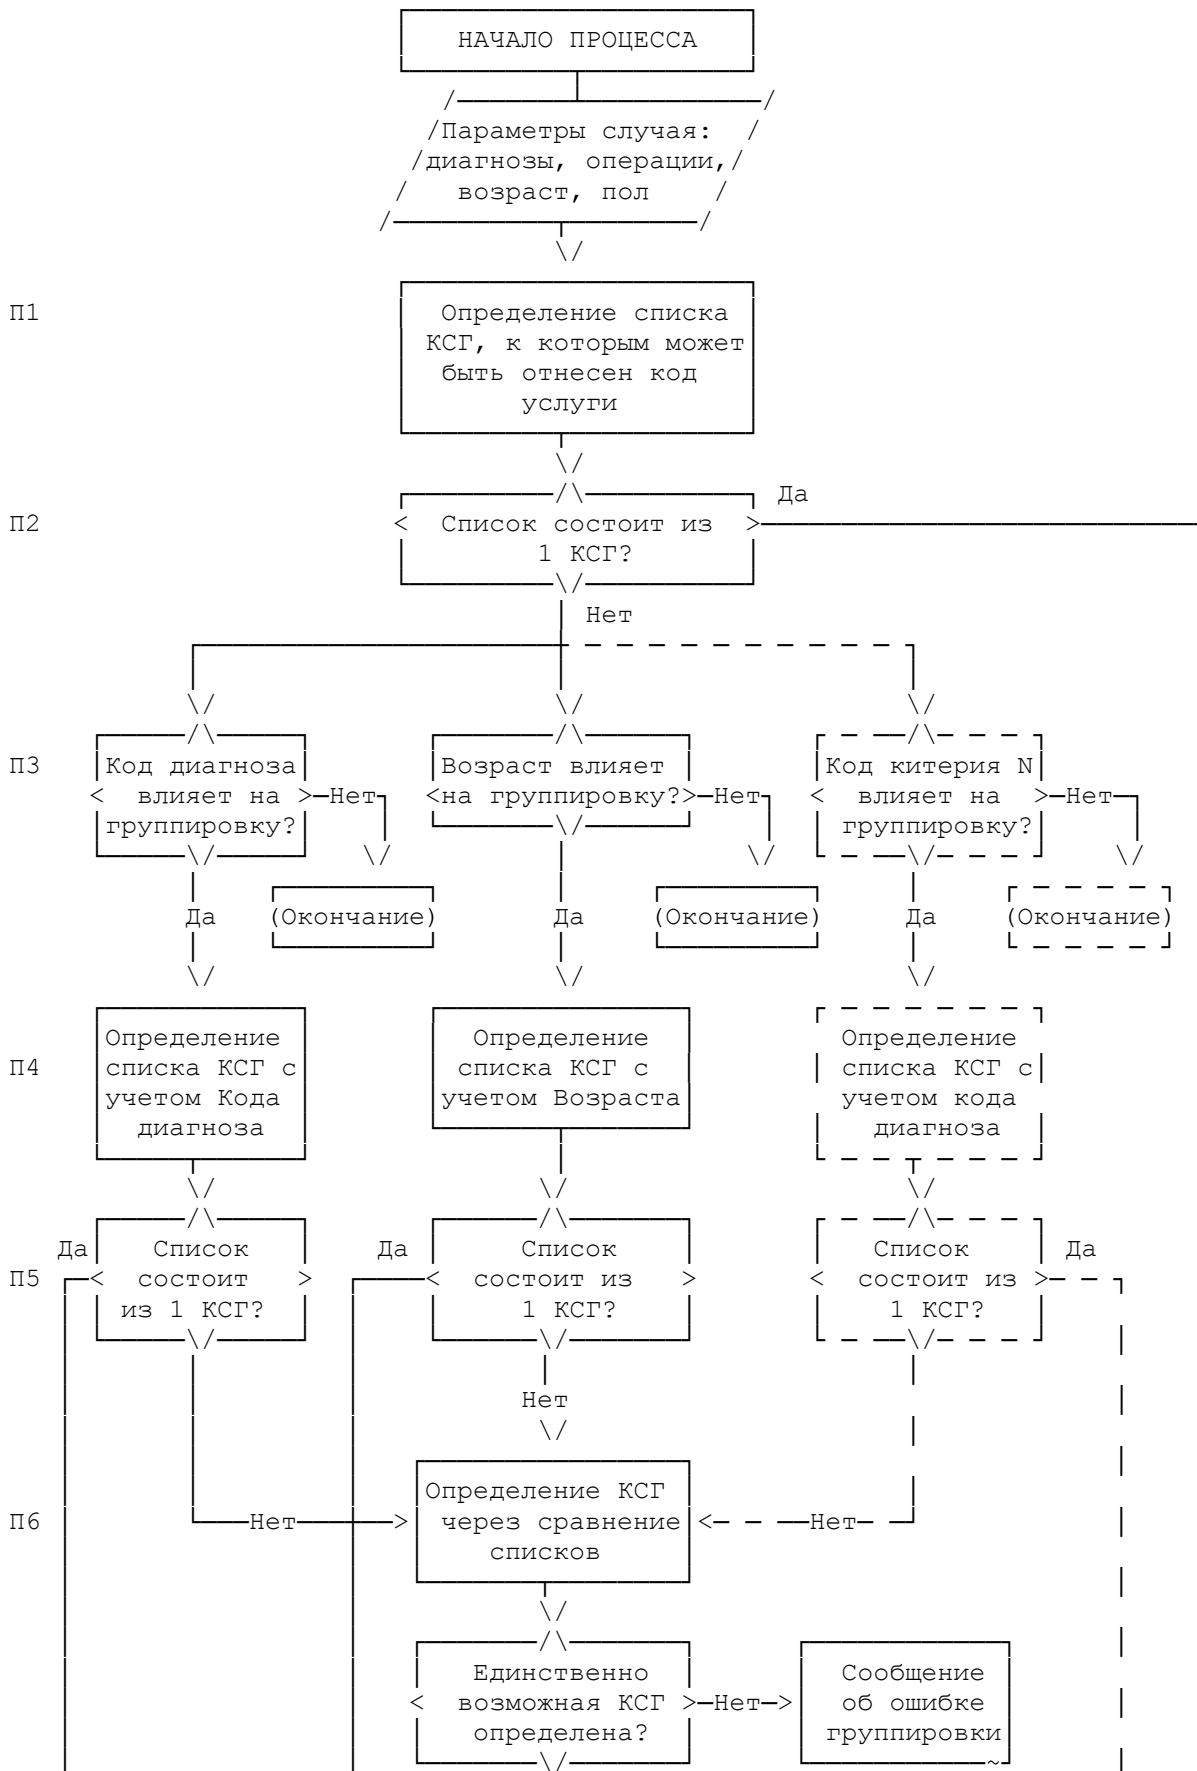 НАЧАЛО ПРОЦЕССА
Параметры случая:
диагнозы, операции,
возраст, пол
П1
Определение списка
КСГ, к которым может
быть отнесен код
услуги
Да
П2
Список состоит из
1 КСГ?
Нет
П3
Код диагноза
влияет на
группировку?
Нет
Возраст влияет
на группировку?
Нет
Код китерия N
влияет на
группировку?
Нет
Да
(Окончание)
Да
(Окончание)
Да
(Окончание)
П4
Определение
списка КСГ с
учетом Кода
диагноза
Определение
списка КСГ с
учетом Возраста
Определение
списка КСГ с
учетом кода
диагноза
П5
Да
Список
состоит
из 1 КСГ?
Да
Список
состоит из
1 КСГ?
Список
состоит из
1 КСГ?
Да
Нет
П6
Нет
Определение КСГ
через сравнение
списков
Нет
Единственно
возможная КСГ
определена?
Нет
Сообщение
об ошибке
группировки